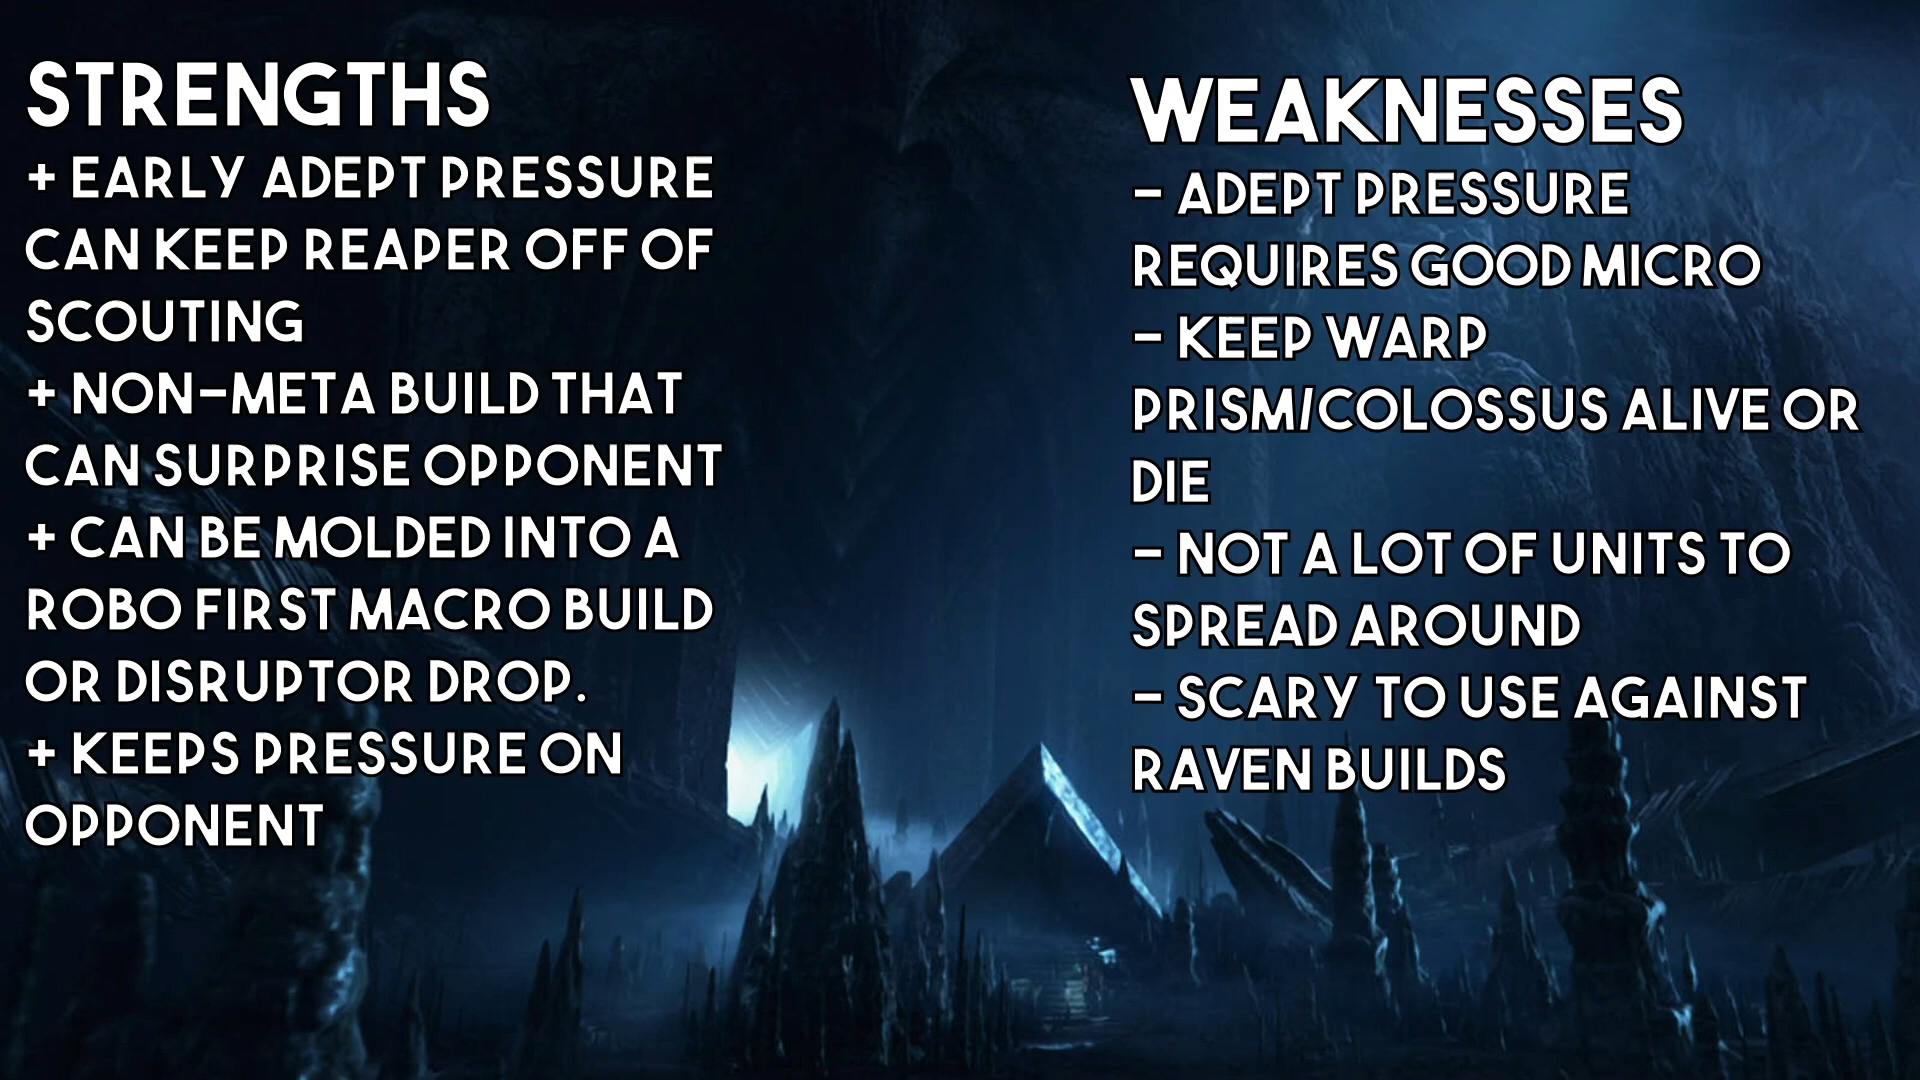 STRENGTHS
+ EARLY ADEPT PRESSURE
CAN KEEP REAPER OFF OF
SCOUTING
+ NON-META BUILD THAT
CAN SURPRISE OPPONENT
+ CAN BE MOLDED INTO A
ROBO FIRST MACRO BUILD
OR DISRUPTOR DROP.
+ KEEPS PRESSURE ON
OPPONENT
WEAKNESSES
- ADEPT PRESSURE
REQUIRES GOOD MICRO
- KEEP WARP
PRISM/COLOSSUS ALIVE OR
DIE
- NOT A LOT OF UNITS TO
SPREAD AROUND
- SCARY TO USE AGAINST
RAVEN BUILDS